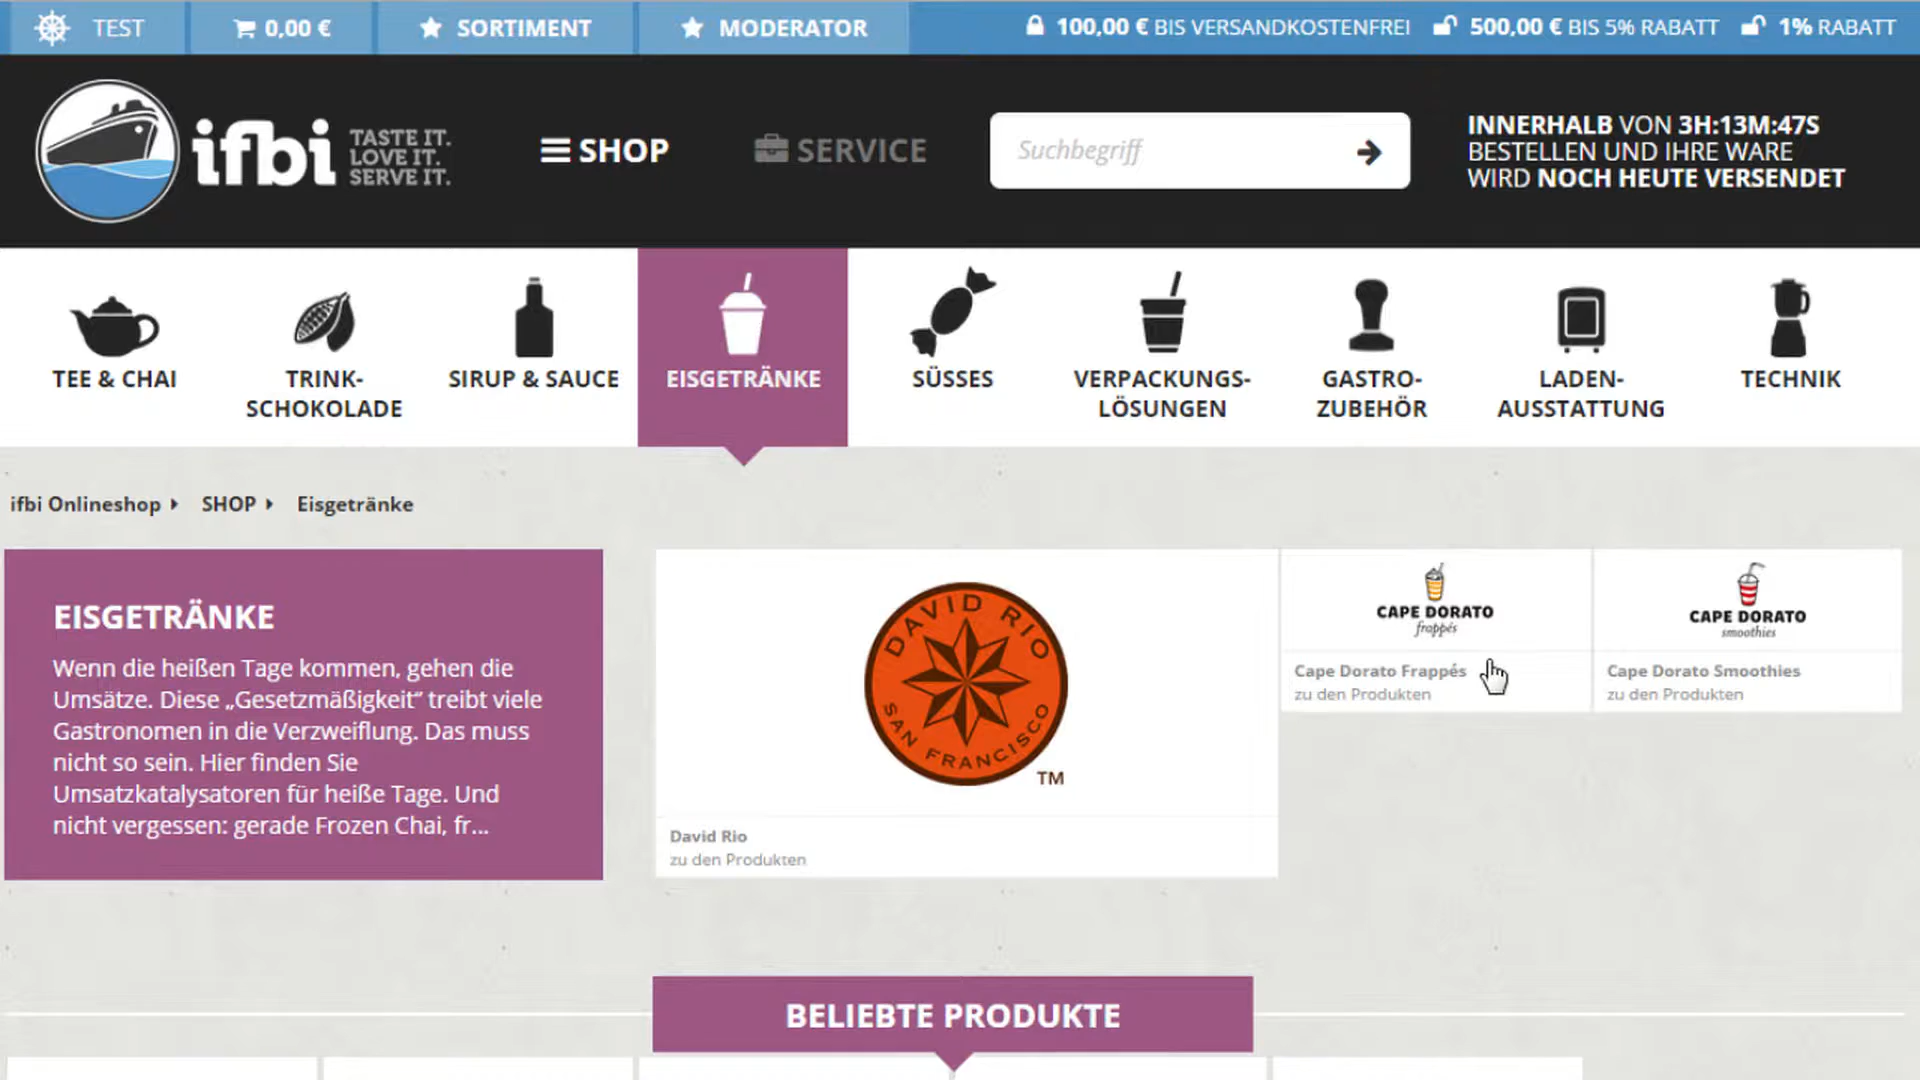 TEST
0,00 €
SORTIMENT
MODERATOR
100,00 € BIS VERSANDKOSTENFREI
500,00 € BIS 5% RABATT
1% RABATT
ifbi
TASTE IT.
LOVE IT.
SERVE IT.
SHOP
SERVICE
Suchbegriff
INNERHALB VON 3H:13M:47S
BESTELLEN UND IHRE WARE
WIRD NOCH HEUTE VERSENDET
TEE & CHAI
TRINK-
SCHOKOLADE
SIRUP & SAUCE
EISGETRÄNKE
SÜSSES
VERPACKUNGS-
LÖSUNGEN
GASTRO-
ZUBEHÖR
LADEN-
AUSSTATTUNG
TECHNIK
ifbi Onlineshop
SHOP
Eisgetränke
EISGETRÄNKE
Wenn die heißen Tage kommen, gehen die
Umsätze. Diese „Gesetzmäßigkeit“ treibt viele
Gastronomen in die Verzweiflung. Das muss
nicht so sein. Hier finden Sie
Umsatzkatalysatoren für heiße Tage. Und
nicht vergessen: gerade Frozen Chai, fr...
DAVID RIO
SAN FRANCISCO
TM
David Rio
zu den Produkten
CAPE DORATO
frappés
Cape Dorato Frappés
zu den Produkten
CAPE DORATO
smoothies
Cape Dorato Smoothies
zu den Produkten
BELIEBTE PRODUKTE